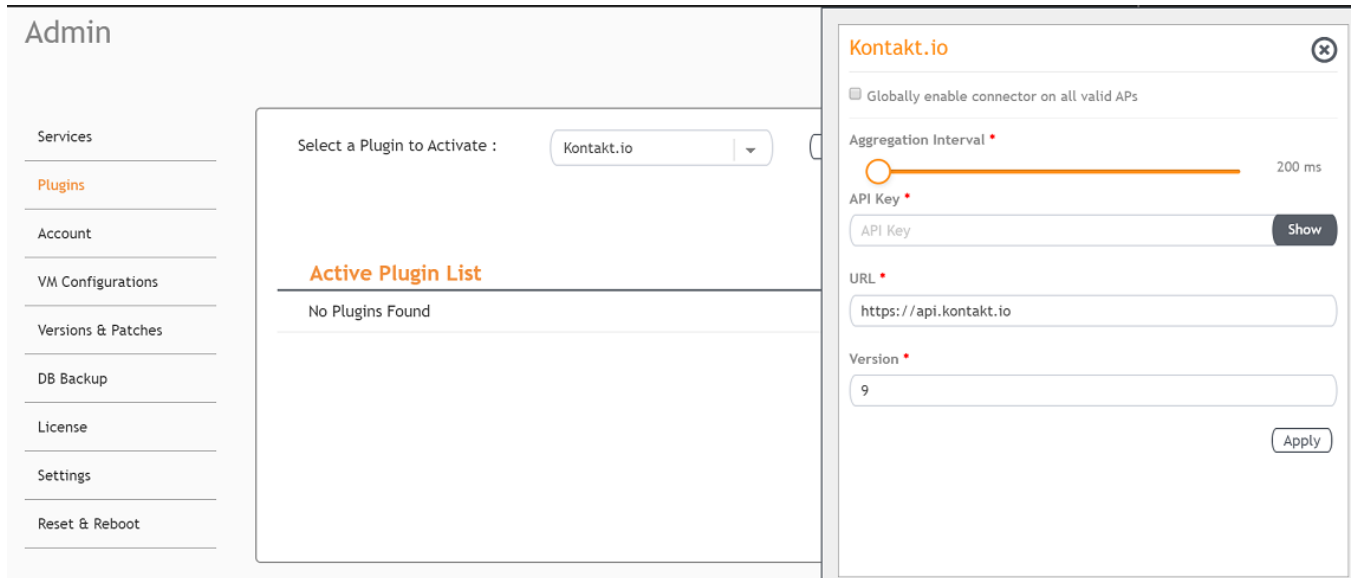 Admin
Services
Plugins
Account
VM Configurations
Versions & Patches
DB Backup
License
Settings
Reset & Reboot
Select a Plugin to Activate : Kontakt.io
Active Plugin List
No Plugins Found
Kontakt.io
Globally enable connector on all valid APs
Aggregation Interval *
200 ms
API Key *
API Key Show
URL *
https://api.kontakt.io
Version *
9
Apply